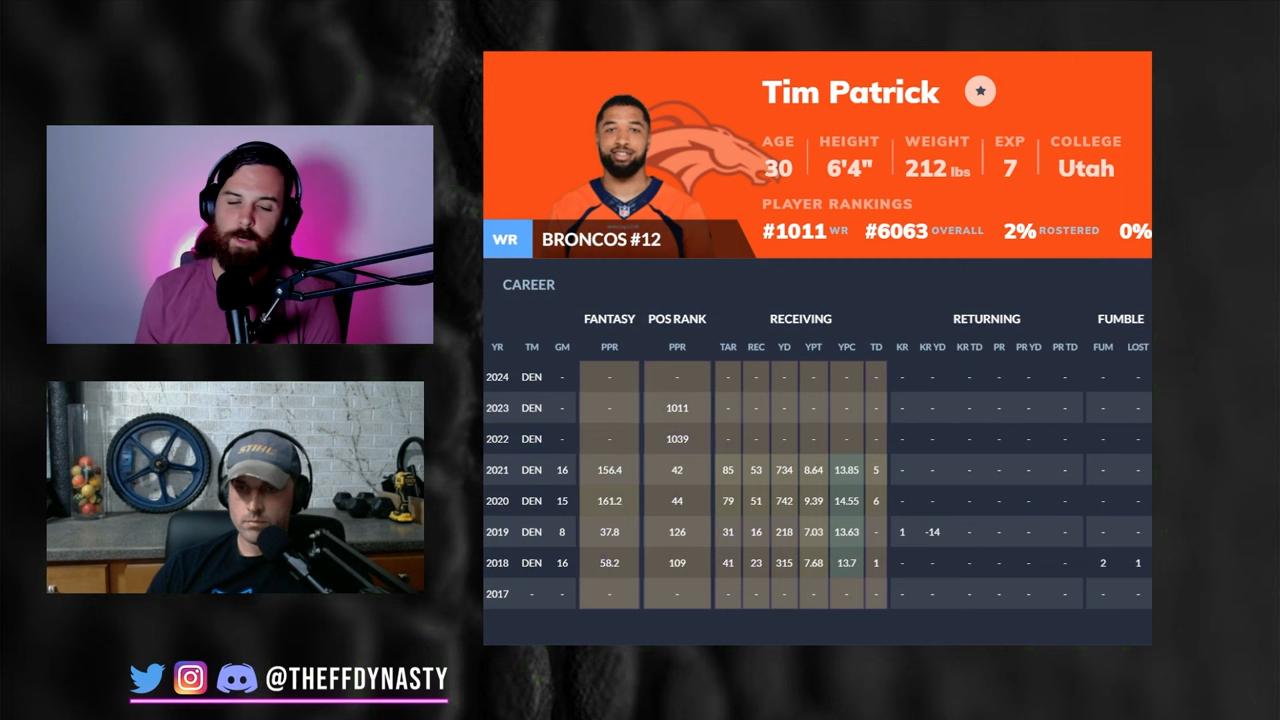 Tim Patrick
AGE HEIGHT WEIGHT EXP COLLEGE
30 6'4" 212 lbs 7 Utah
PLAYER RANKINGS
#1011 WR #6063 OVERALL 2% ROSTERED 0%
WR BRONCOS #12
CAREER
FANTASY POS RANK RECEIVING RETURNING FUMBLE
YR TM GM PPR PPR TAR REC YD YPT YPC TD KR KR YD KR TD PR PR YD PR TD FUM LOST
2024 DEN - - - - - - - - - - - - - - - - -
2023 DEN - - 1011 - - - - - - - - - - - - - -
2022 DEN - - 1039 - - - - - - - - - - - - - -
2021 DEN 16 156.4 42 85 53 734 8.64 13.85 5 - - - - - - - -
2020 DEN 15 161.2 44 79 51 742 9.39 14.55 6 - - - - - - - -
2019 DEN 8 37.8 126 31 16 218 7.03 13.63 - 1 -14 - - - - - -
2018 DEN 16 58.2 109 41 23 315 7.68 13.7 1 - - - - - - 2 1
2017 - - - - - - - - - - - - - - - - - -
STIHL
@THEFFDYNASTY